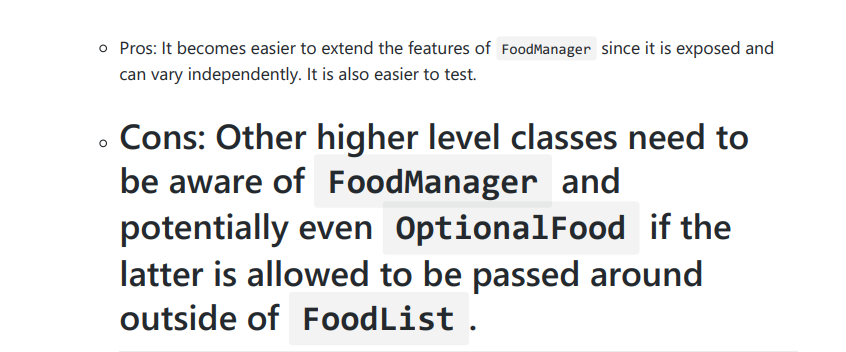 Pros: It becomes easier to extend the features of FoodManager since it is exposed and
can vary independently. It is also easier to test.
Cons: Other higher level classes need to
be aware of FoodManager and
potentially even OptionalFood if the
latter is allowed to be passed around
outside of FoodList.